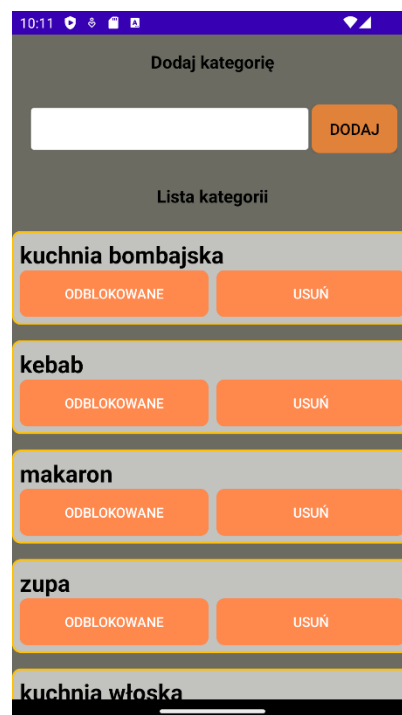 10:11
Dodaj kategorię
DODAJ
Lista kategorii
kuchnia bombajska
ODBLOKOWANE USUŃ
kebab
ODBLOKOWANE USUŃ
makaron
ODBLOKOWANE USUŃ
zupa
ODBLOKOWANE USUŃ
kuchnia włoska